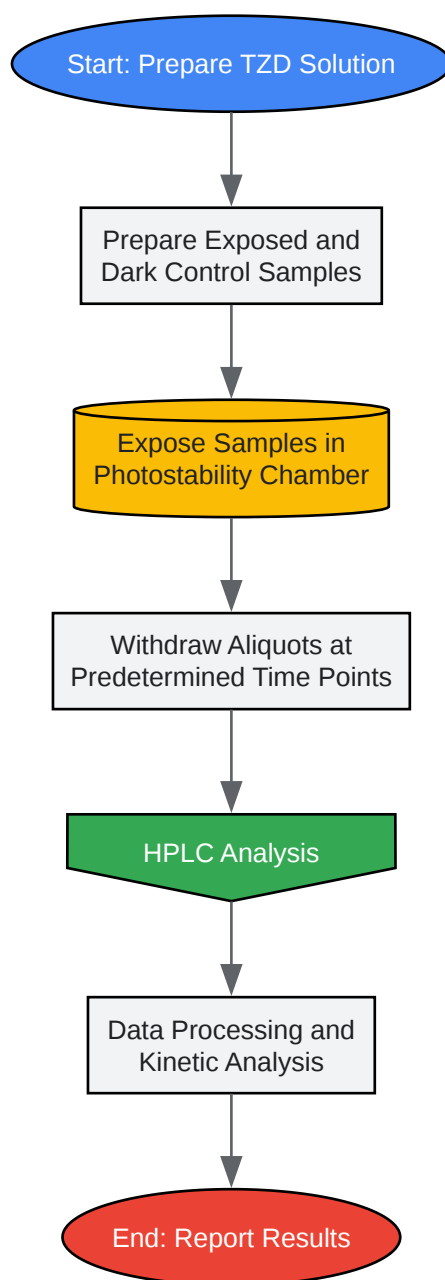 Start: Prepare TZD Solution
Prepare Exposed and
Dark Control Samples
Expose Samples in
Photostability Chamber
Withdraw Aliquots at
Predetermined Time Points
HPLC Analysis
Data Processing and
Kinetic Analysis
End: Report Results